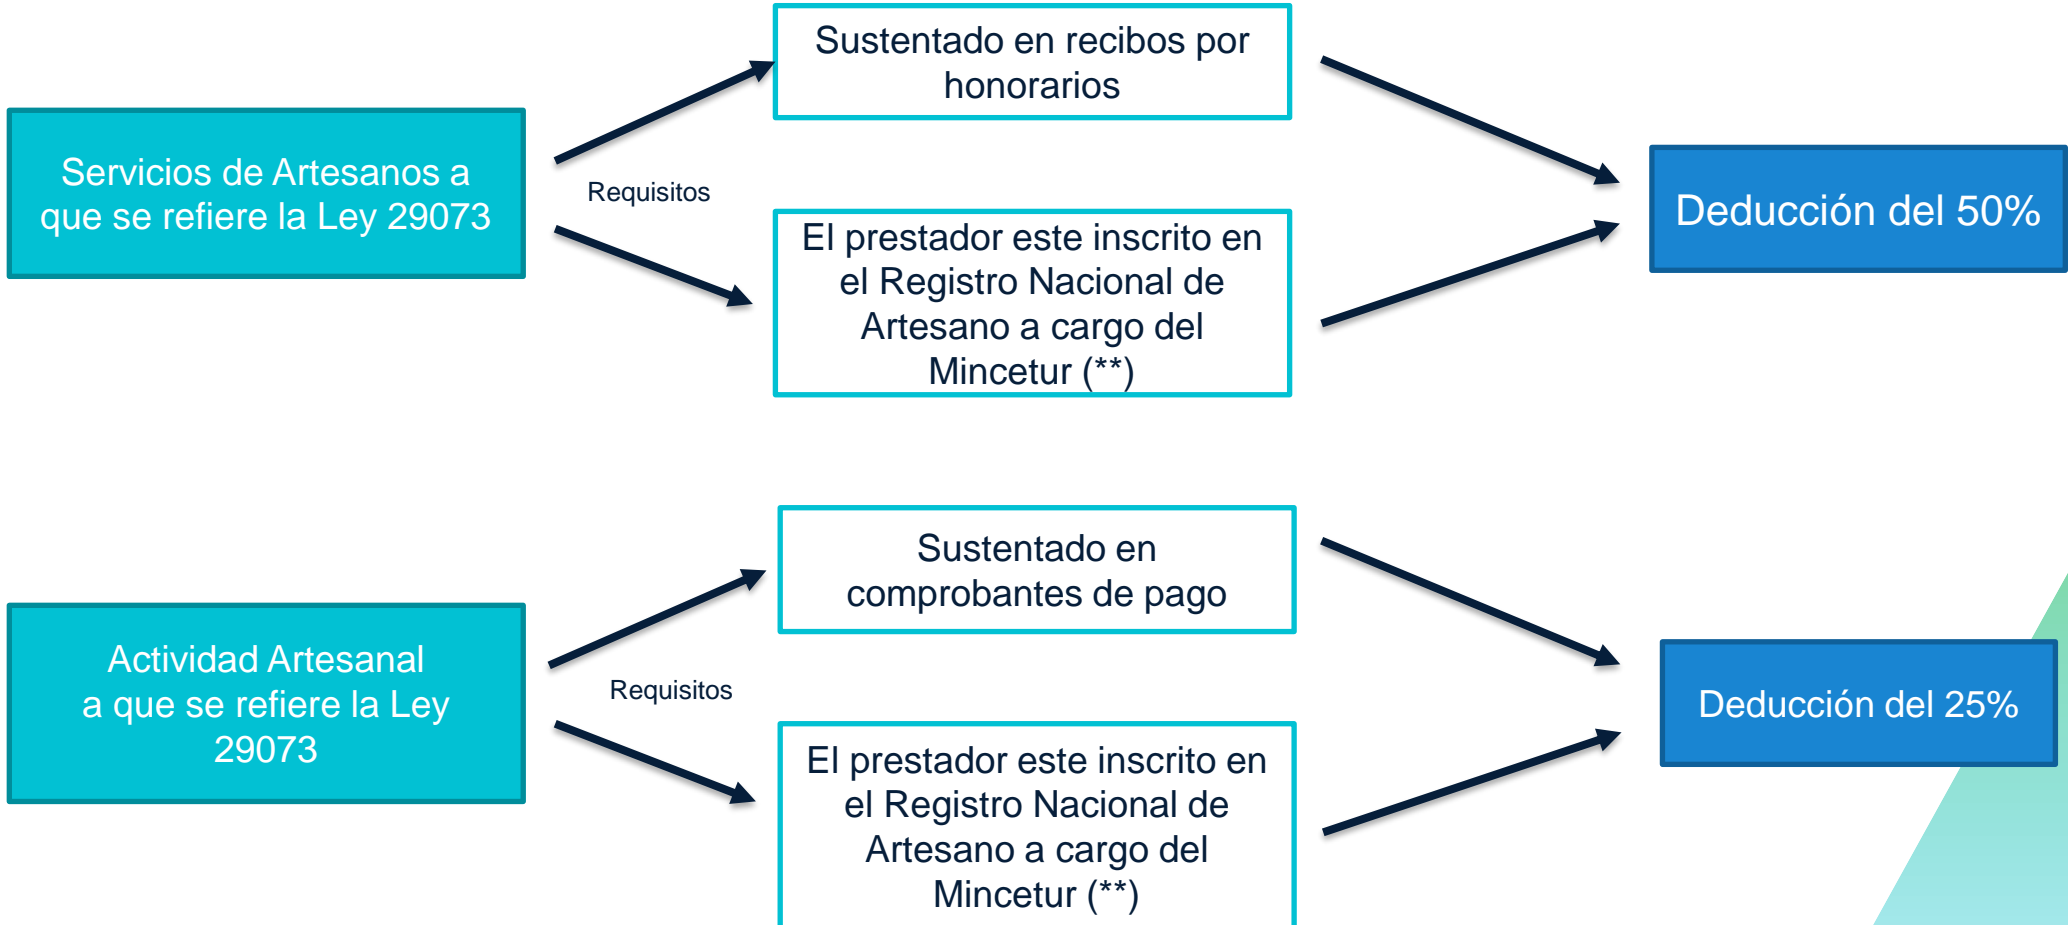 Sustentado en recibos por
honorarios
Servicios de Artesanos a
que se refiere la Ley 29073
Requisitos
El prestador este inscrito en
el Registro Nacional de
Artesano a cargo del
Mincetur (**)
Deducción del 50%
Sustentado en
comprobantes de pago
Actividad Artesanal
a que se refiere la Ley
29073
Requisitos
El prestador este inscrito en
el Registro Nacional de
Artesano a cargo del
Mincetur (**)
Deducción del 25%